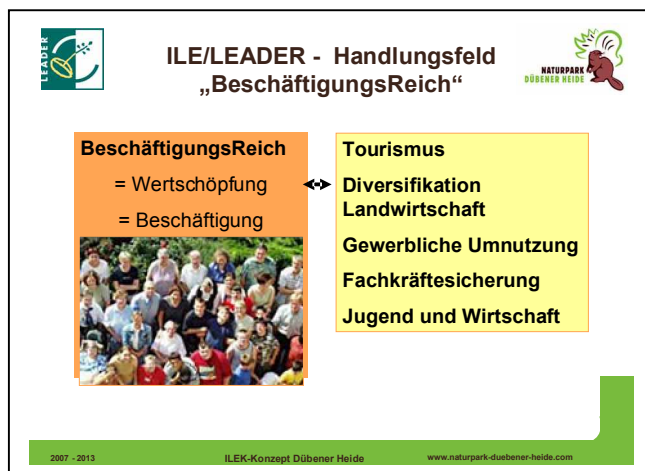 LEADER
ILE/LEADER - Handlungsfeld
„BeschäftigungsReich“
NATURPARK
DÜBENER HEIDE
BeschäftigungsReich
= Wertschöpfung
= Beschäftigung
Tourismus
Diversifikation
Landwirtschaft
Gewerbliche Umnutzung
Fachkräftesicherung
Jugend und Wirtschaft
2007 - 2013
ILEK-Konzept Dübener Heide
www.naturpark-duebener-heide.com